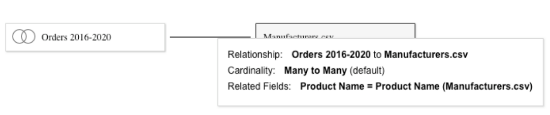 Orders 2016-2020
Manufacturers.csv
Relationship: Orders 2016-2020 to Manufacturers.csv
Cardinality: Many to Many (default)
Related Fields: Product Name = Product Name (Manufacturers.csv)